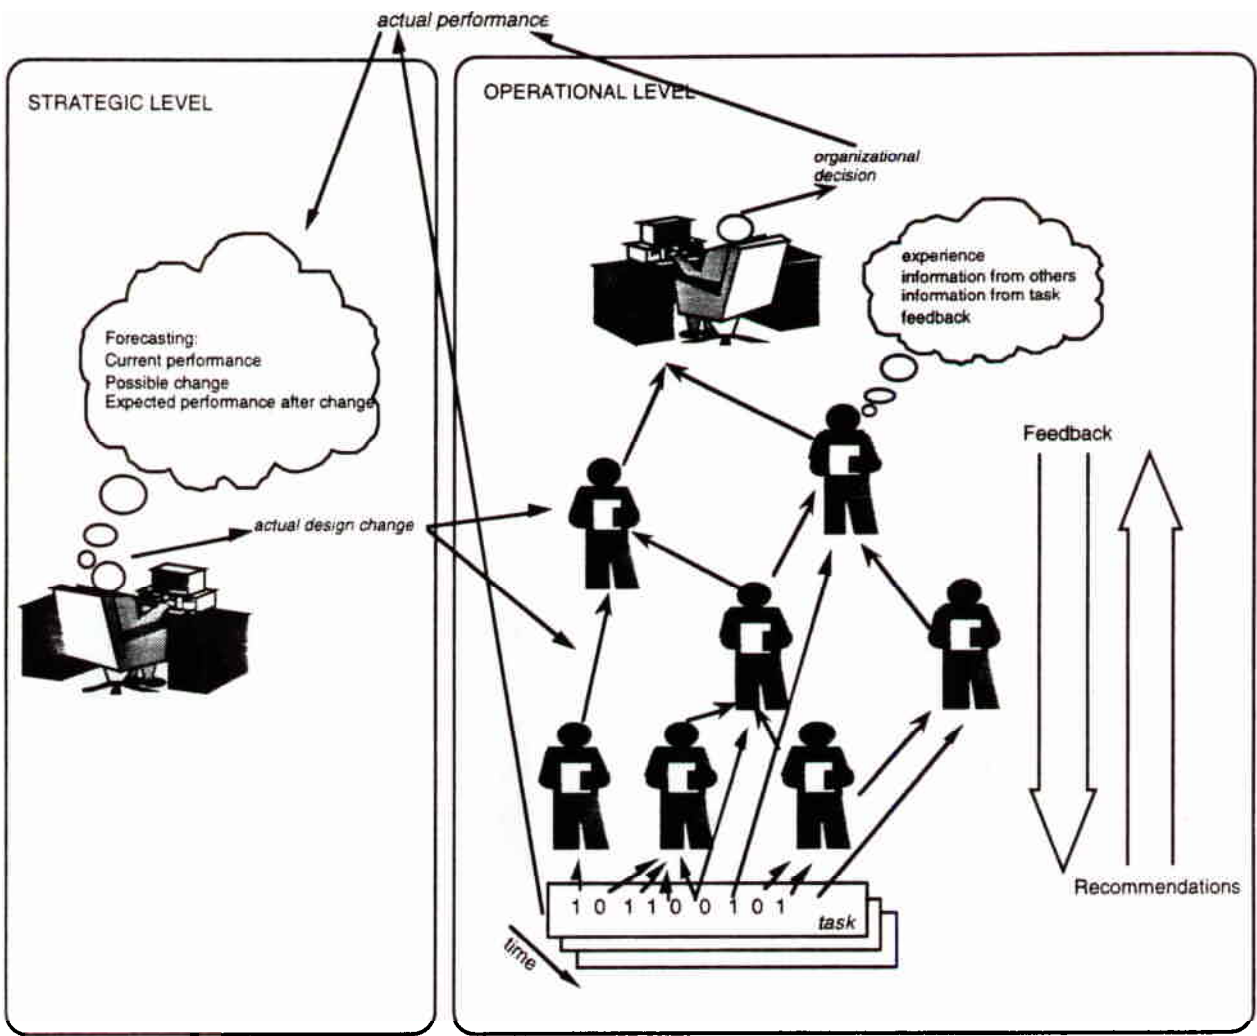 actual performance
STRATEGIC LEVEL
OPERATIONAL LEVEL
organizational
decision
experience
information from others
information from task
feedback
Forecasting:
Current performance
Possible change
Expected performance after change
Feedback
actual design change
Recommendations
1 0 1 1 0 0 1 0 1
task
time